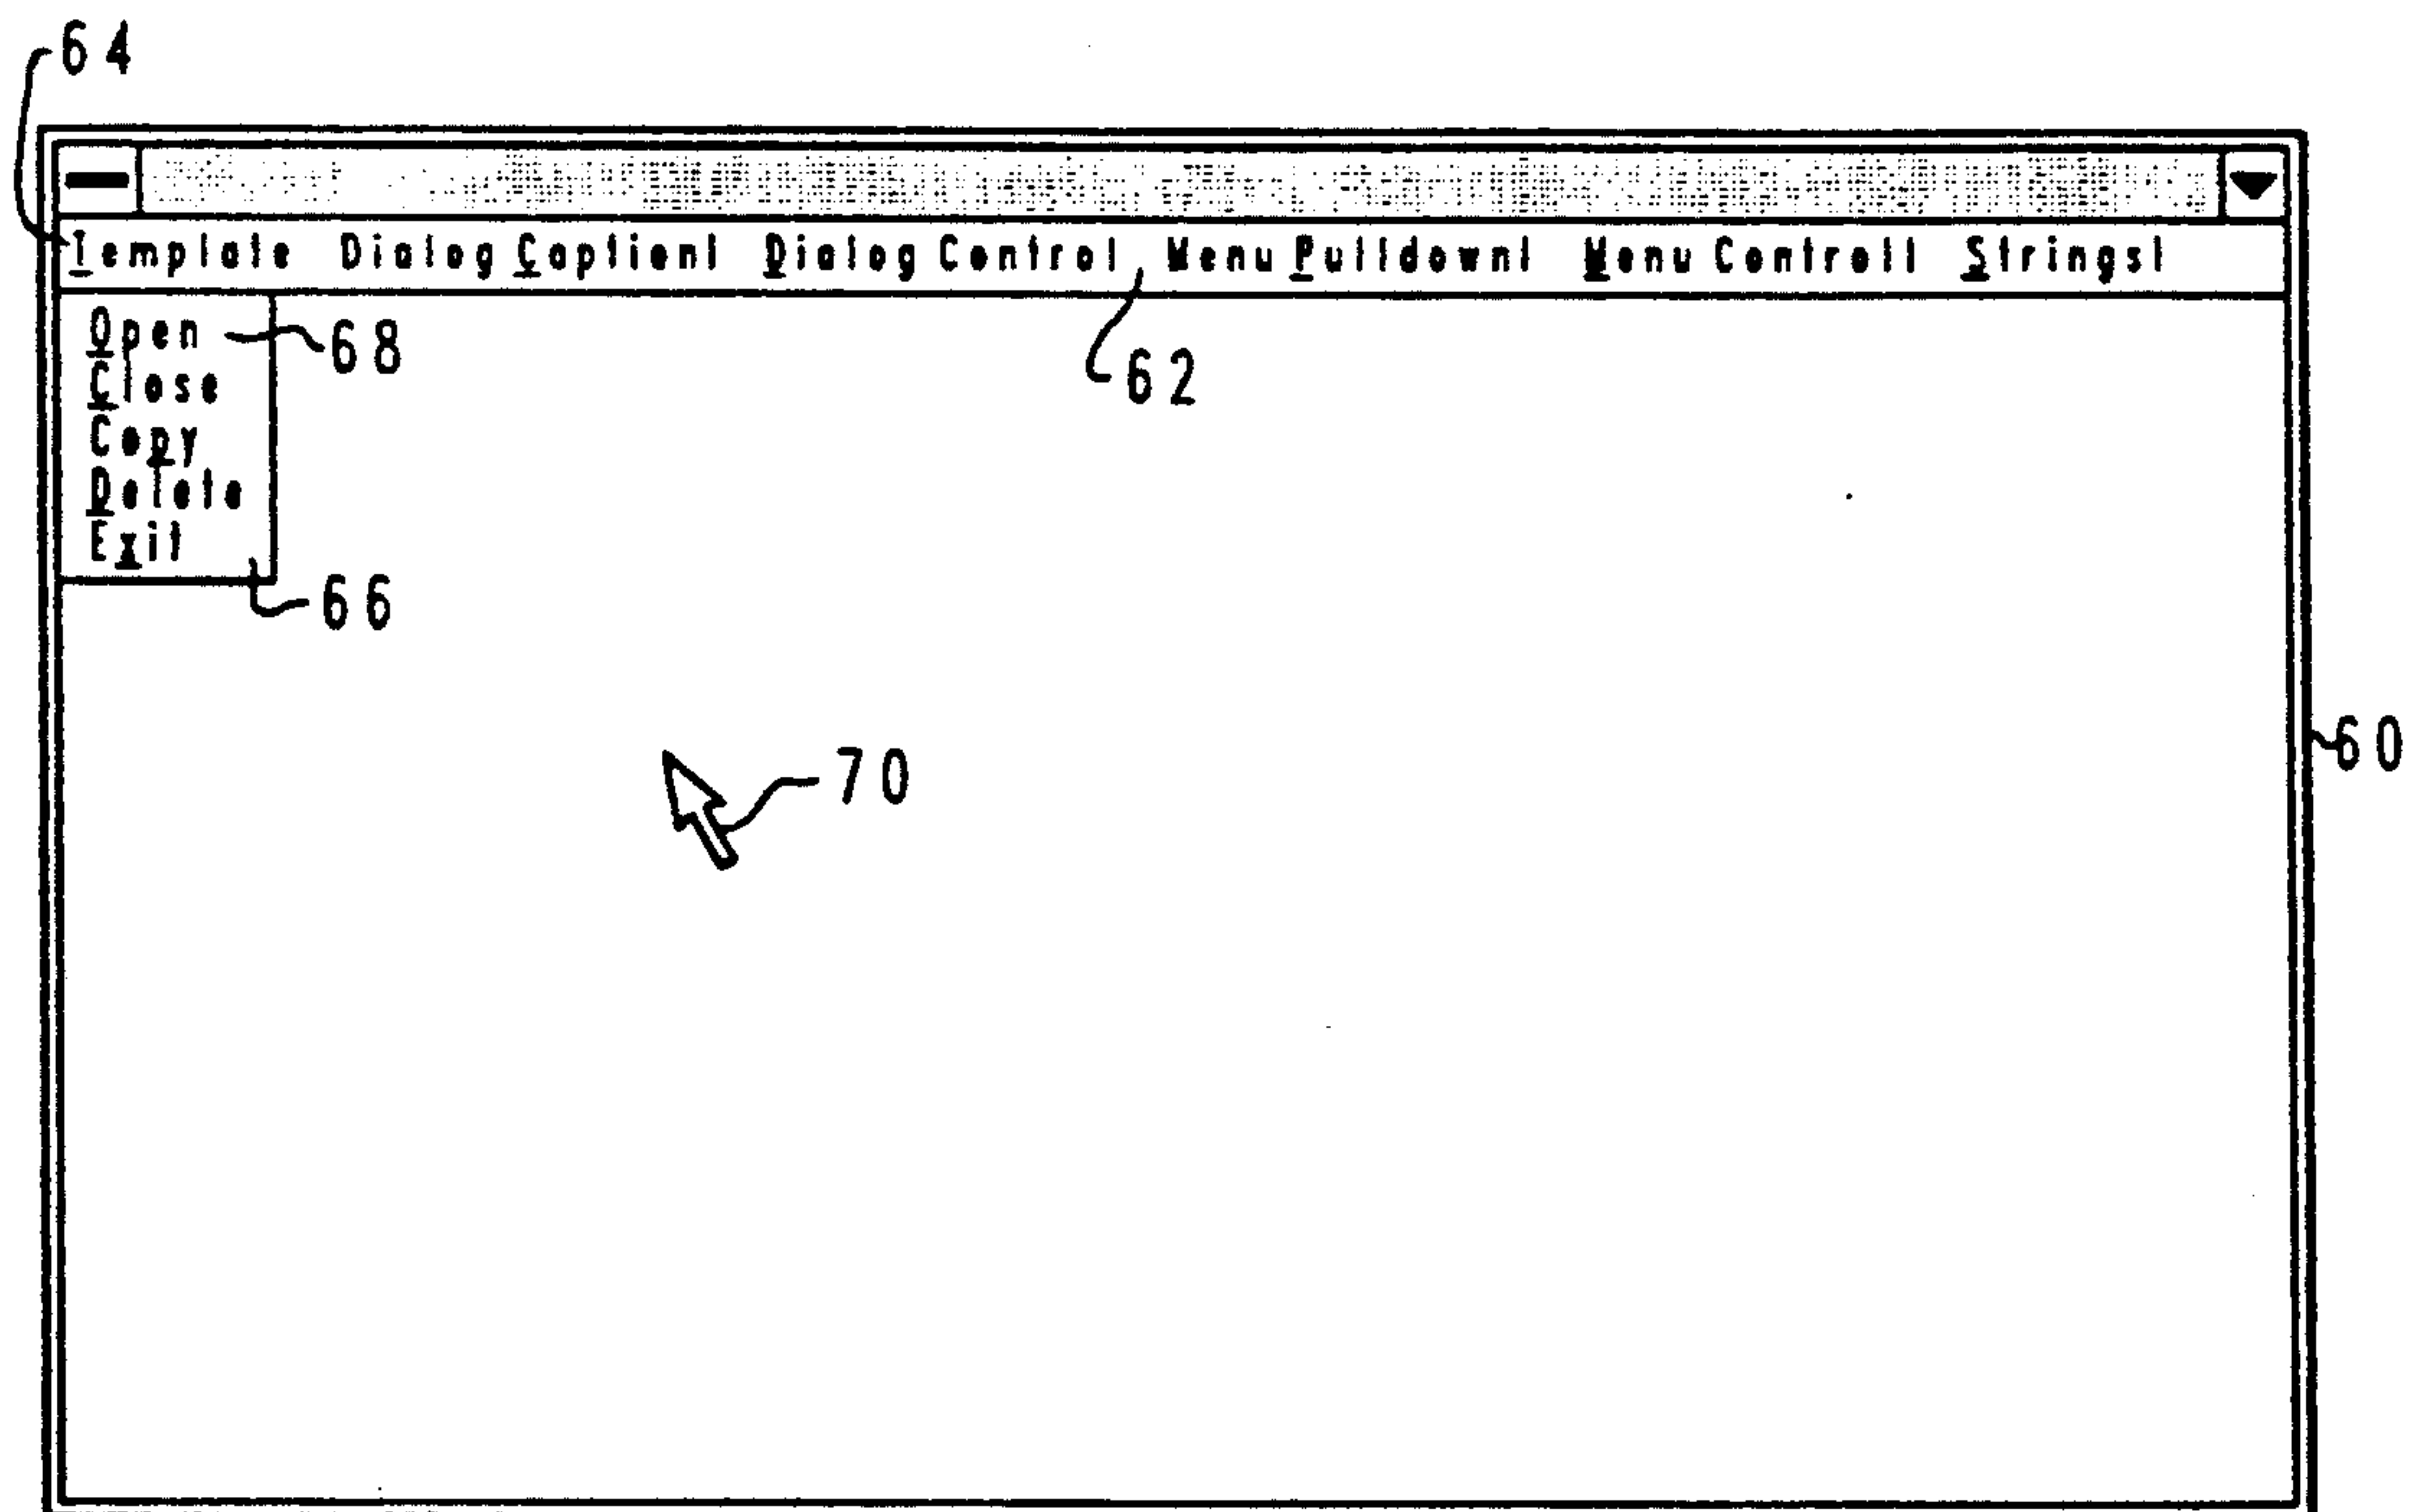 64
Template Dialog Caption! Dialog Control Menu Pulldown! Menu Control! Strings!
Open 68
Close 62
Copy
Delete
Exit
66
60
70